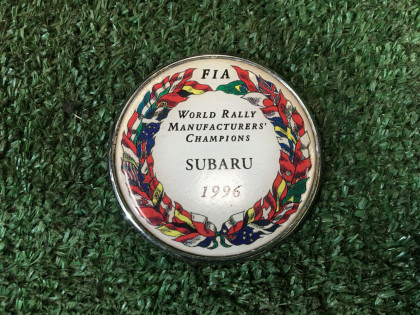 FIA
WORLD RALLY
MANUFACTURERS'
CHAMPIONS
SUBARU
1996